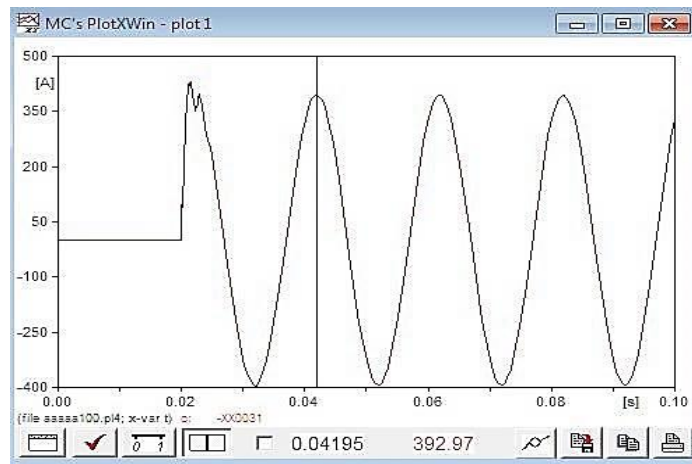 MC's PlotXWin - plot 1
500
[A]
350
200
50
-100
-250
-400
0.00 0.02 0.04 0.06 0.08 [s] 0.10
(file aaaaa100.pl4; x-var t) c: -XX0031
0 1
0.04195 392.97